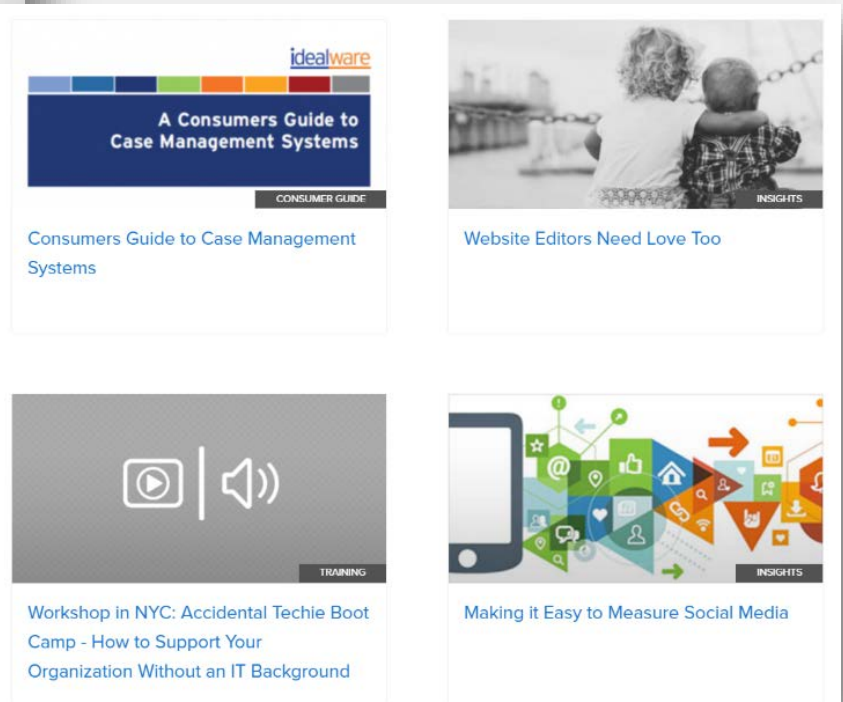 idealware
A Consumers Guide to
Case Management Systems
CONSUMER GUIDE
Consumers Guide to Case Management
Systems
INSIGHTS
Website Editors Need Love Too
TRAINING
Workshop in NYC: Accidental Techie Boot
Camp - How to Support Your
Organization Without an IT Background
@
INSIGHTS
Making it Easy to Measure Social Media